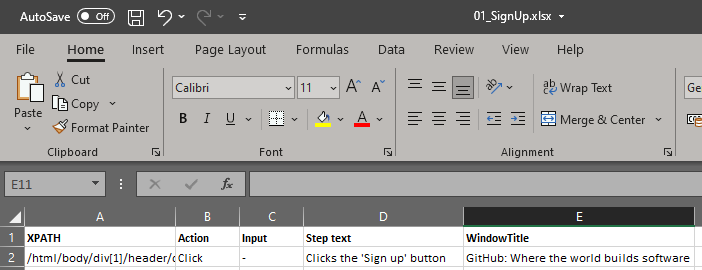 AutoSave Off 01_SignUp.xlsx
File Home Insert Page Layout Formulas Data Review View Developer
Paste Cut Calibri 11 A A ab Wrap Text Ge
Copy
Format Painter B I U A Merge & Center
Clipboard Font Alignment
E11 fx
A B C D E
1 XPATH Action Input Step text WindowTitle
2 /html/body/div[1]/header/ Click - Clicks the 'Sign up' button GitHub: Where the world builds software